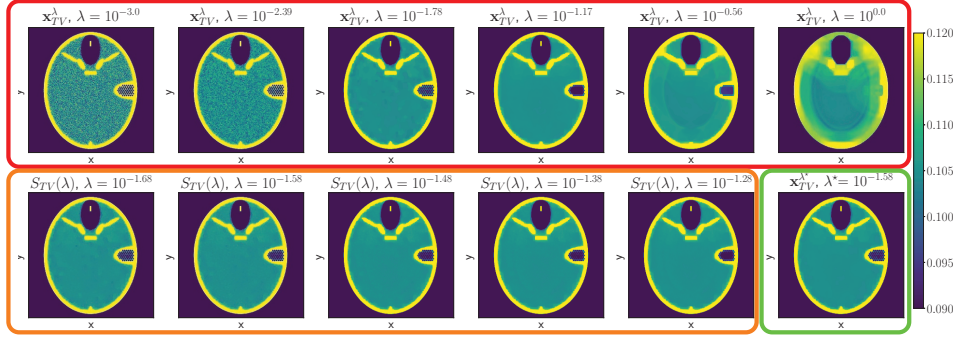 x_{TV}^λ, λ = 10^{-3.0} x_{TV}^λ, λ = 10^{-2.39} x_{TV}^λ, λ = 10^{-1.78} x_{TV}^λ, λ = 10^{-1.17} x_{TV}^λ, λ = 10^{-0.56} x_{TV}^λ, λ = 10^{0.0}
y y y y y y
x x x x x x
S_{TV}(λ), λ = 10^{-1.68} S_{TV}(λ), λ = 10^{-1.58} S_{TV}(λ), λ = 10^{-1.48} S_{TV}(λ), λ = 10^{-1.38} S_{TV}(λ), λ = 10^{-1.28} x_{TV}^{λ*}, λ* = 10^{-1.58}
y y y y y y
x x x x x x
0.120
0.115
0.110
0.105
0.100
0.095
0.090